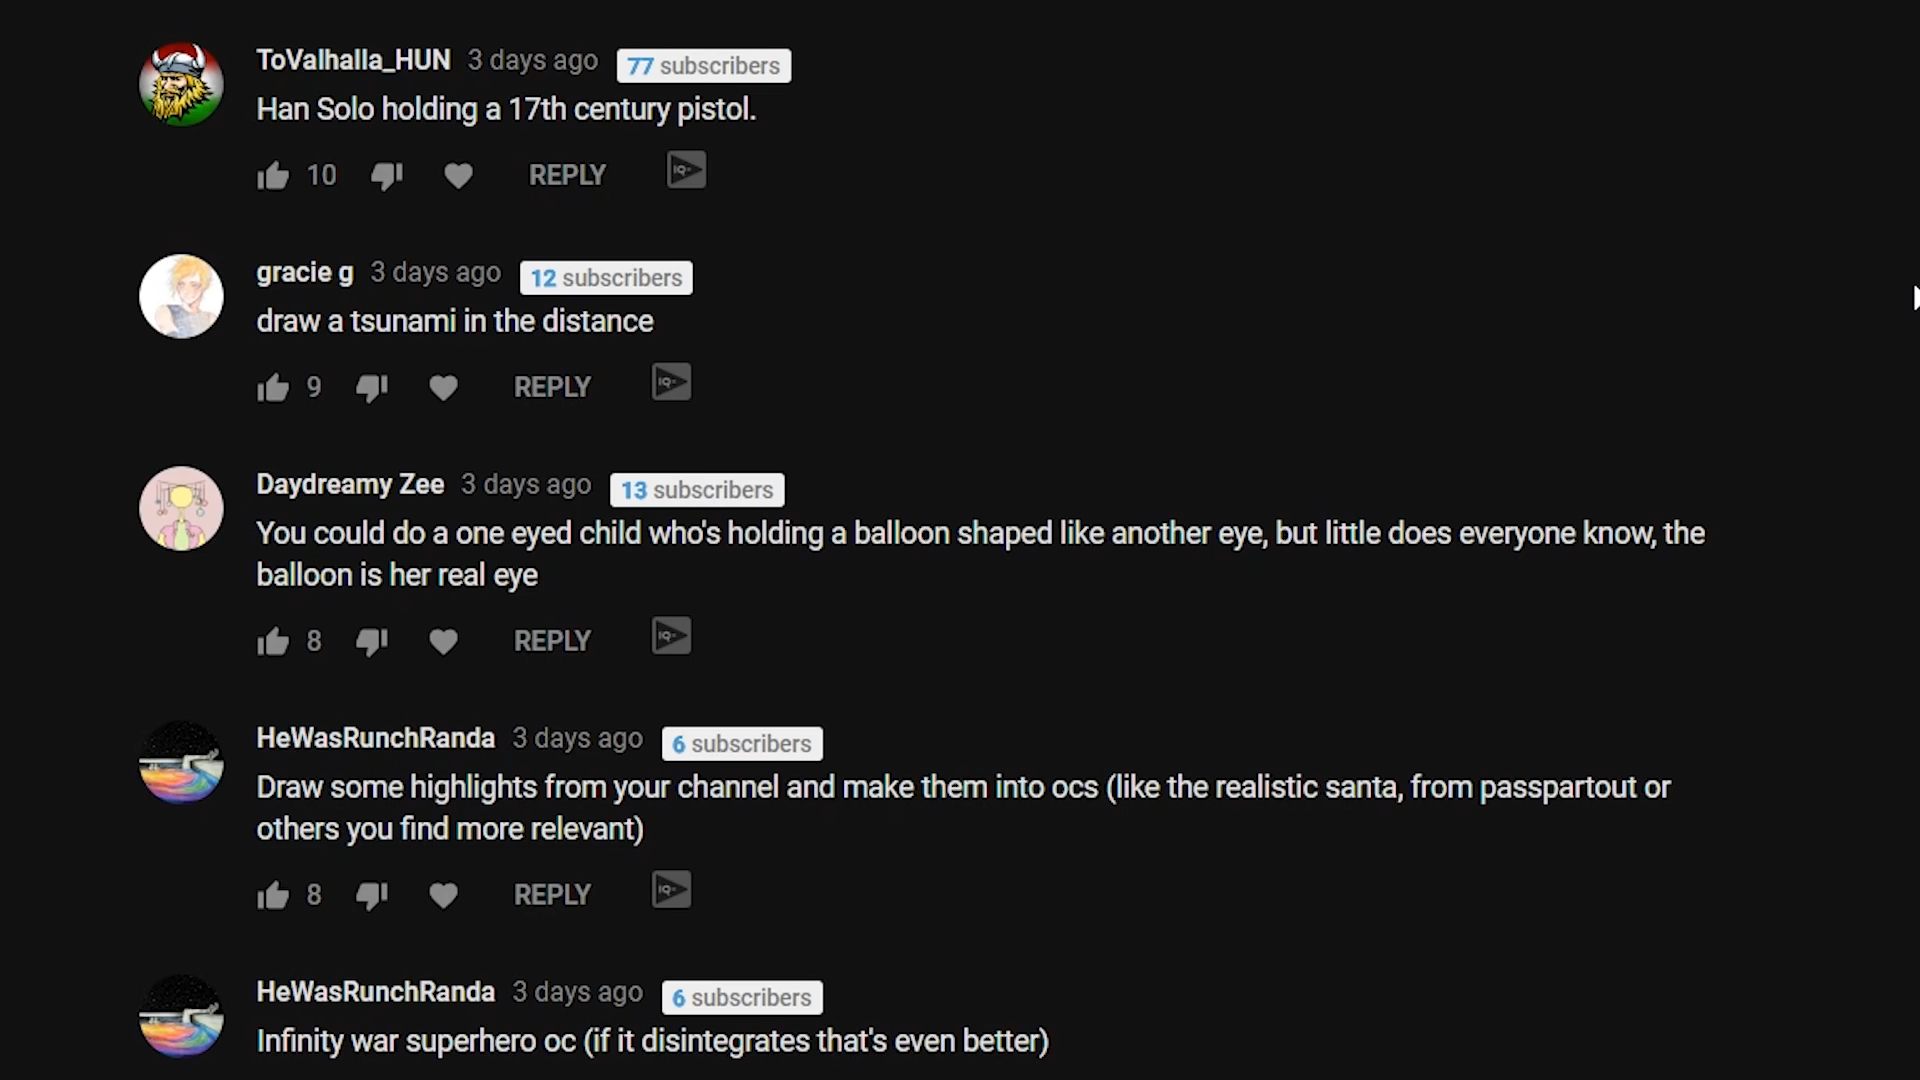 ToValhalla_HUN 3 days ago 77 subscribers
Han Solo holding a 17th century pistol.
10 REPLY IQ
gracie g 3 days ago 12 subscribers
draw a tsunami in the distance
9 REPLY IQ
Daydreamy Zee 3 days ago 13 subscribers
You could do a one eyed child who's holding a balloon shaped like another eye, but little does everyone know, the
balloon is her real eye
8 REPLY IQ
HeWasRunchRanda 3 days ago 6 subscribers
Draw some highlights from your channel and make them into ocs (like the realistic santa, from passpartout or
others you find more relevant)
8 REPLY IQ
HeWasRunchRanda 3 days ago 6 subscribers
Infinity war superhero oc (if it disintegrates that's even better)